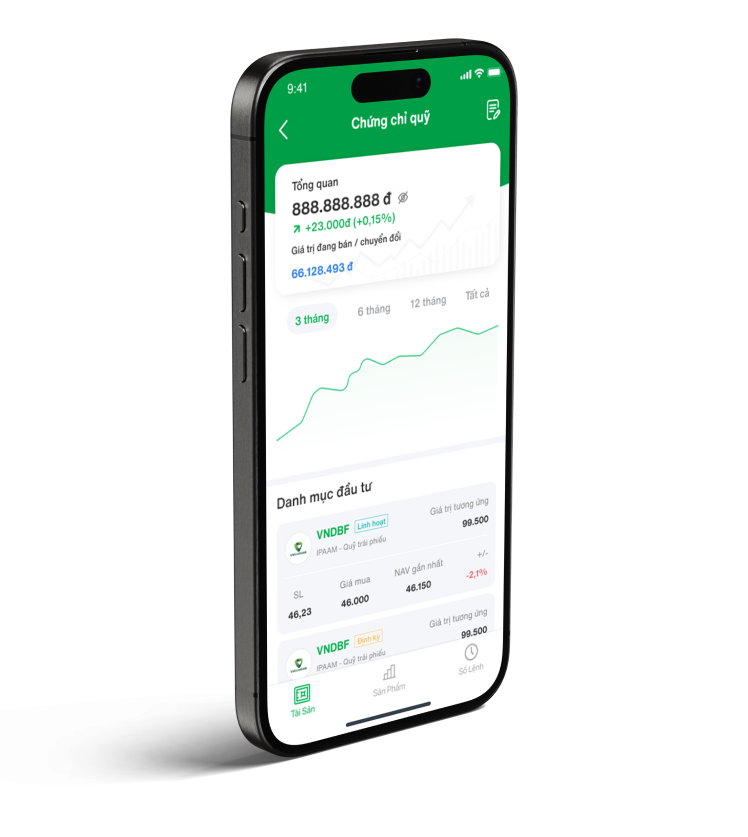 9:41
Chứng chỉ quỹ
Tổng quan
888.888.888 đ
+23.000đ (+0,15%)
Giá trị đang bán / chuyển đổi
66.128.493 đ
3 tháng
6 tháng
12 tháng
Tất cả
Danh mục đầu tư
VNDBF Linh hoạt
IPAAM - Quỹ trái phiếu
Giá trị tương ứng
99.500
SL
46,23
Giá mua
46.000
NAV gần nhất
46.150
+/-
-2,1%
VNDBF Định kỳ
IPAAM - Quỹ trái phiếu
Giá trị tương ứng
99.500
Tài Sản
Sản Phẩm
Sổ Lệnh